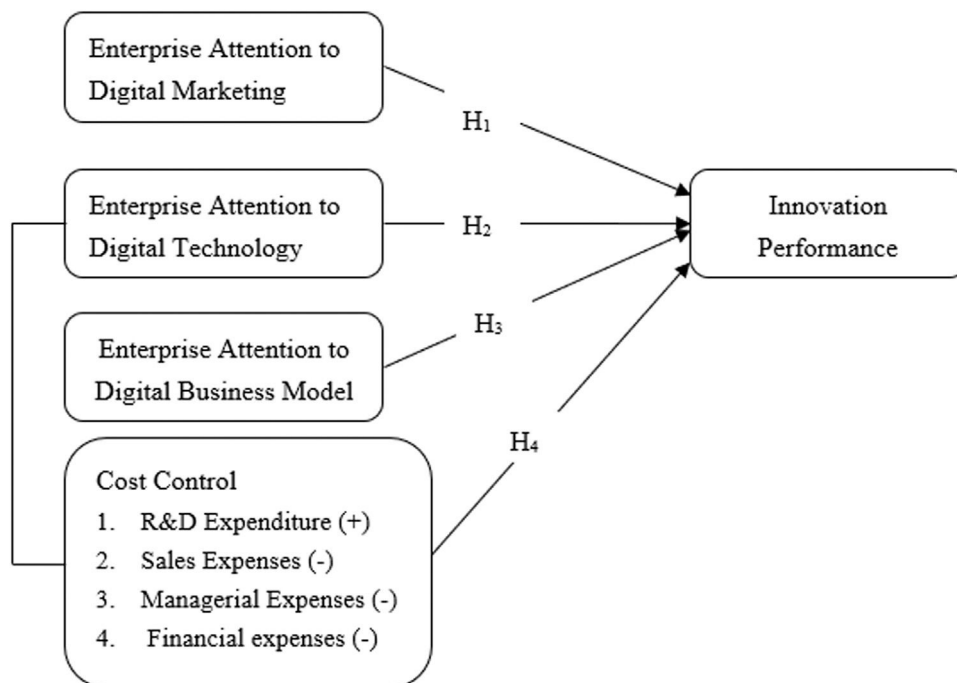 Enterprise Attention to
Digital Marketing
H₁
Enterprise Attention to
Digital Technology
H₂
Innovation
Performance
Enterprise Attention to
Digital Business Model
H₃
Cost Control
1. R&D Expenditure (+)
2. Sales Expenses (-)
3. Managerial Expenses (-)
4. Financial expenses (-)
H₄